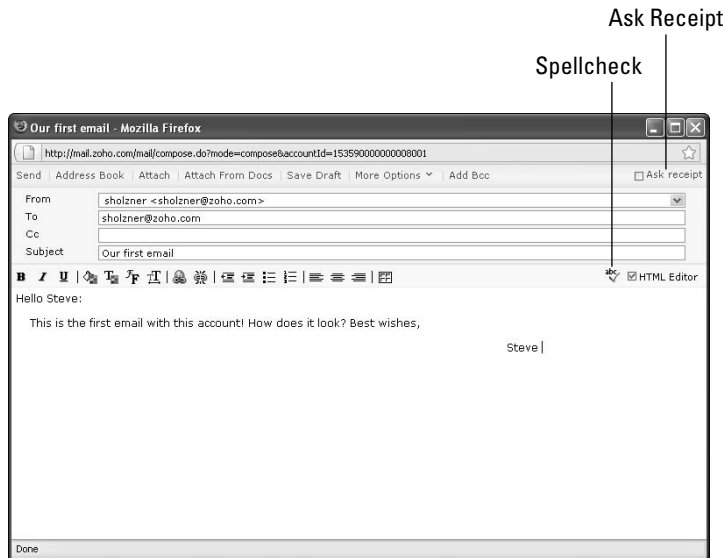 Ask Receipt
Spellcheck
Our first email - Mozilla Firefox
http://mail.zoho.com/mail/compose.do?mode=compose&accountId=153590000000008001
Send | Address Book | Attach | Attach From Docs | Save Draft | More Options | Add Bcc Ask receipt
From sholzner <sholzner@zoho.com>
To sholzner@zoho.com
Cc
Subject Our first email
B I U abc HTML Editor
Hello Steve:
This is the first email with this account! How does it look? Best wishes,
Steve
Done